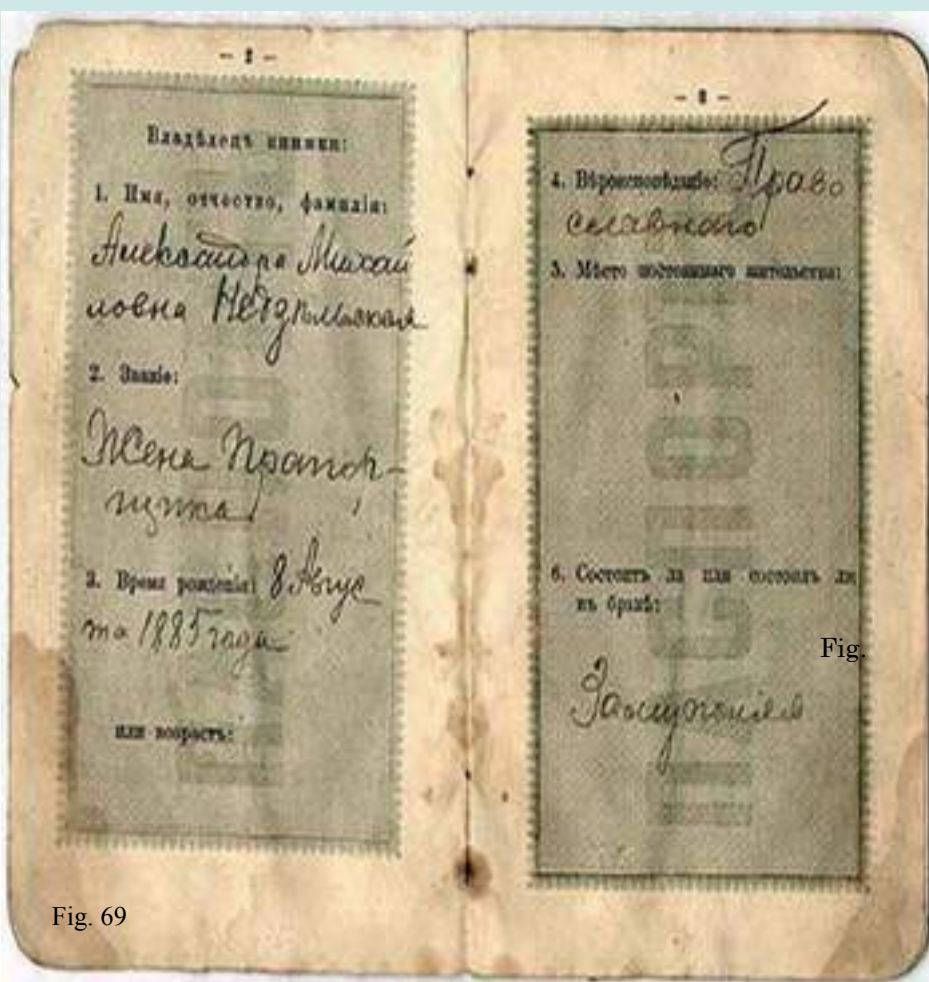 – 2 –
Владѣлецъ книжки:
1. Имя, отчество, фамилія:
Александра Михай
ловна
2. Званіе:
Жена Прапор-
щика
3. Время рожденія: 8 Авгус
та 1885 года
или возрастъ:
– 3 –
4. Вѣроисповѣданіе: Право
славнаго
5. Мѣсто постояннаго жительства:
6. Состоитъ ли или состоялъ ли
въ бракѣ:
Замужняя
Fig.
Fig. 69